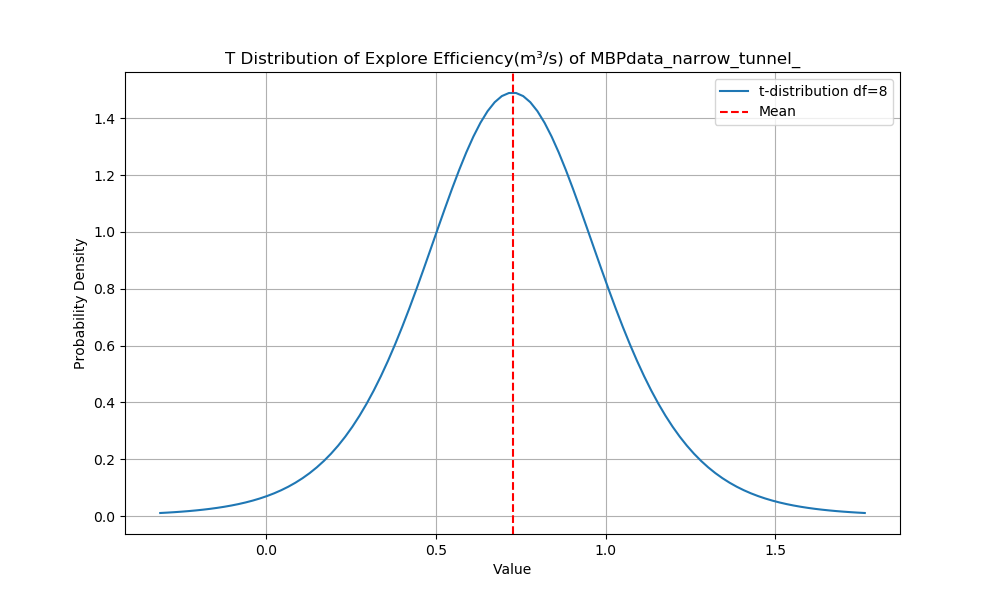 T Distribution of Explore Efficiency(m³/s) of MBPdata_narrow_tunnel_
t-distribution df=8
Mean
Probability Density
1.4
1.2
1.0
0.8
0.6
0.4
0.2
0.0
0.0
0.5
1.0
1.5
Value